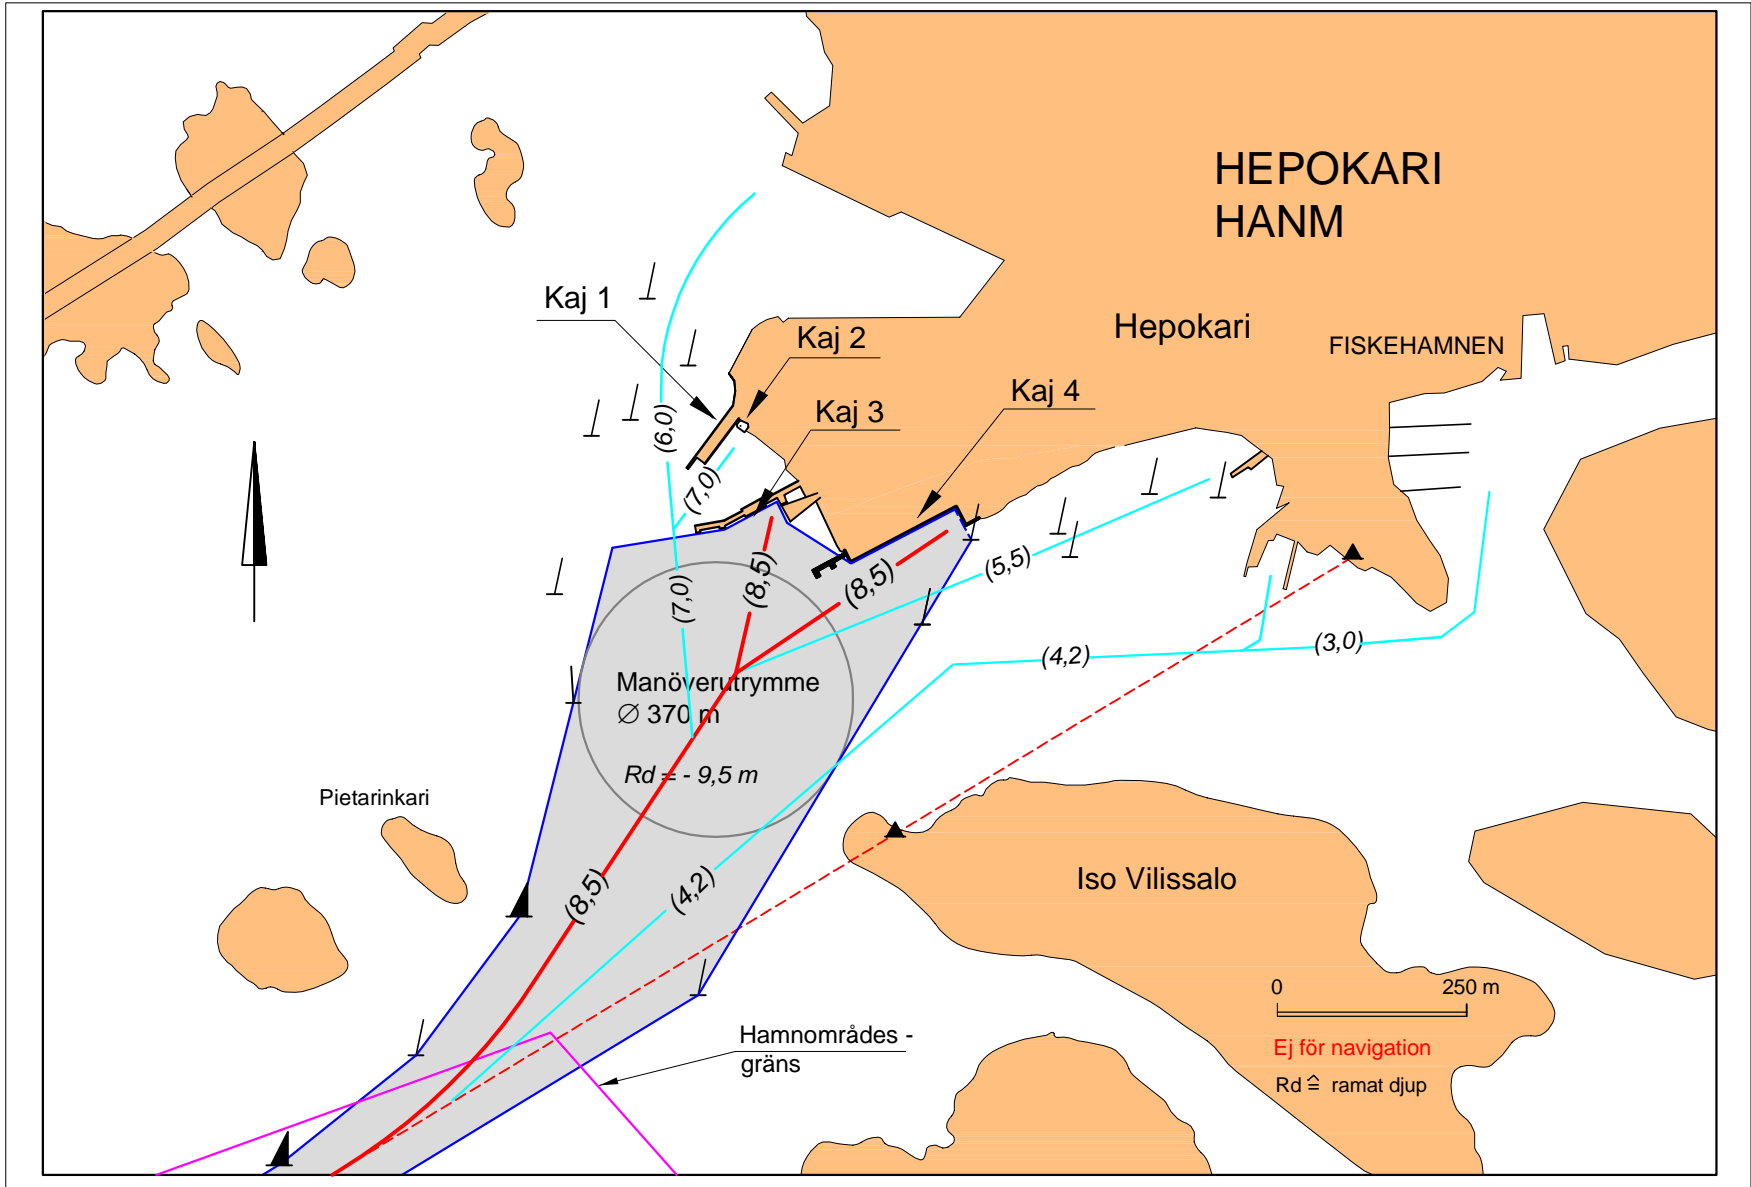 HEPOKARI
HANM
Kaj 1
Kaj 2
Hepokari
FISKEHAMNEN
Kaj 3
Kaj 4
(6,0)
(7,0)
(8,5)
(8,5)
(5,5)
(7,0)
(4,2)
(3,0)
Manöverutrymme
∅ 370 m
Rd = - 9,5 m
Pietarinkari
(8,5)
(4,2)
Iso Vilissalo
0 250 m
Hamnområdes -
gräns
Ej för navigation
Rd ≙ ramat djup